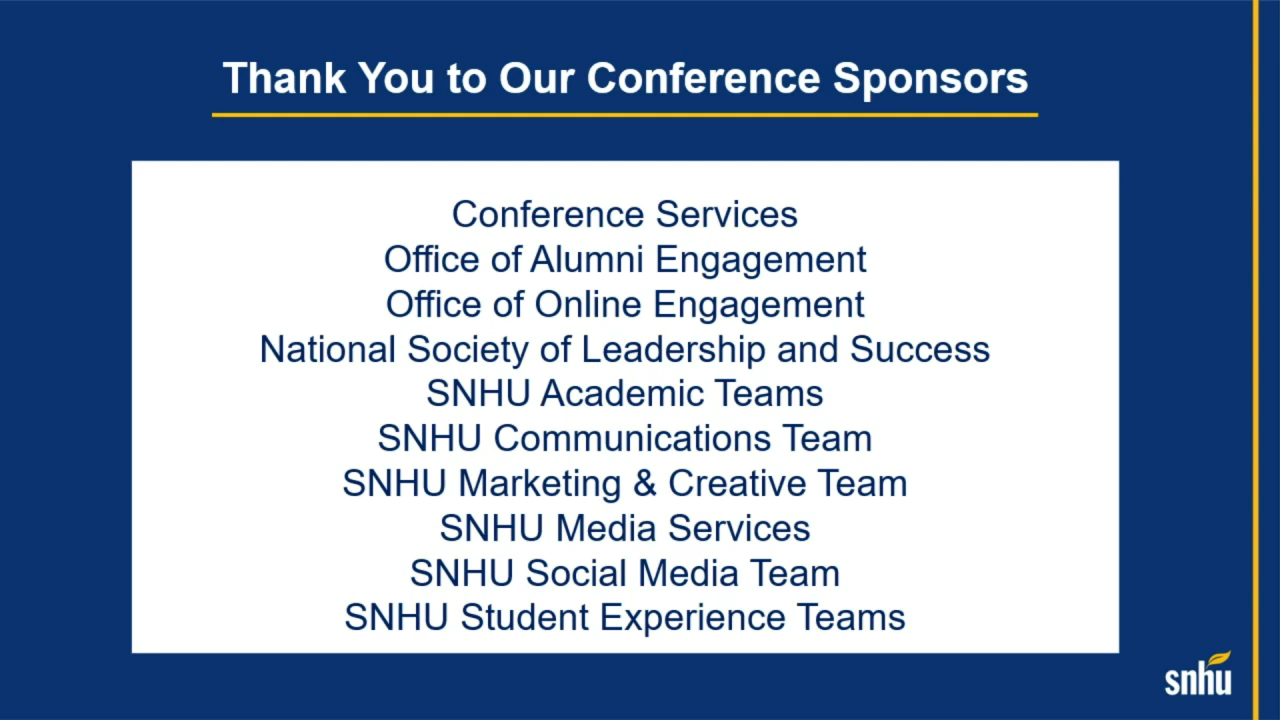 Thank You to Our Conference Sponsors
Conference Services
Office of Alumni Engagement
Office of Online Engagement
National Society of Leadership and Success
SNHU Academic Teams
SNHU Communications Team
SNHU Marketing & Creative Team
SNHU Media Services
SNHU Social Media Team
SNHU Student Experience Teams
snhu